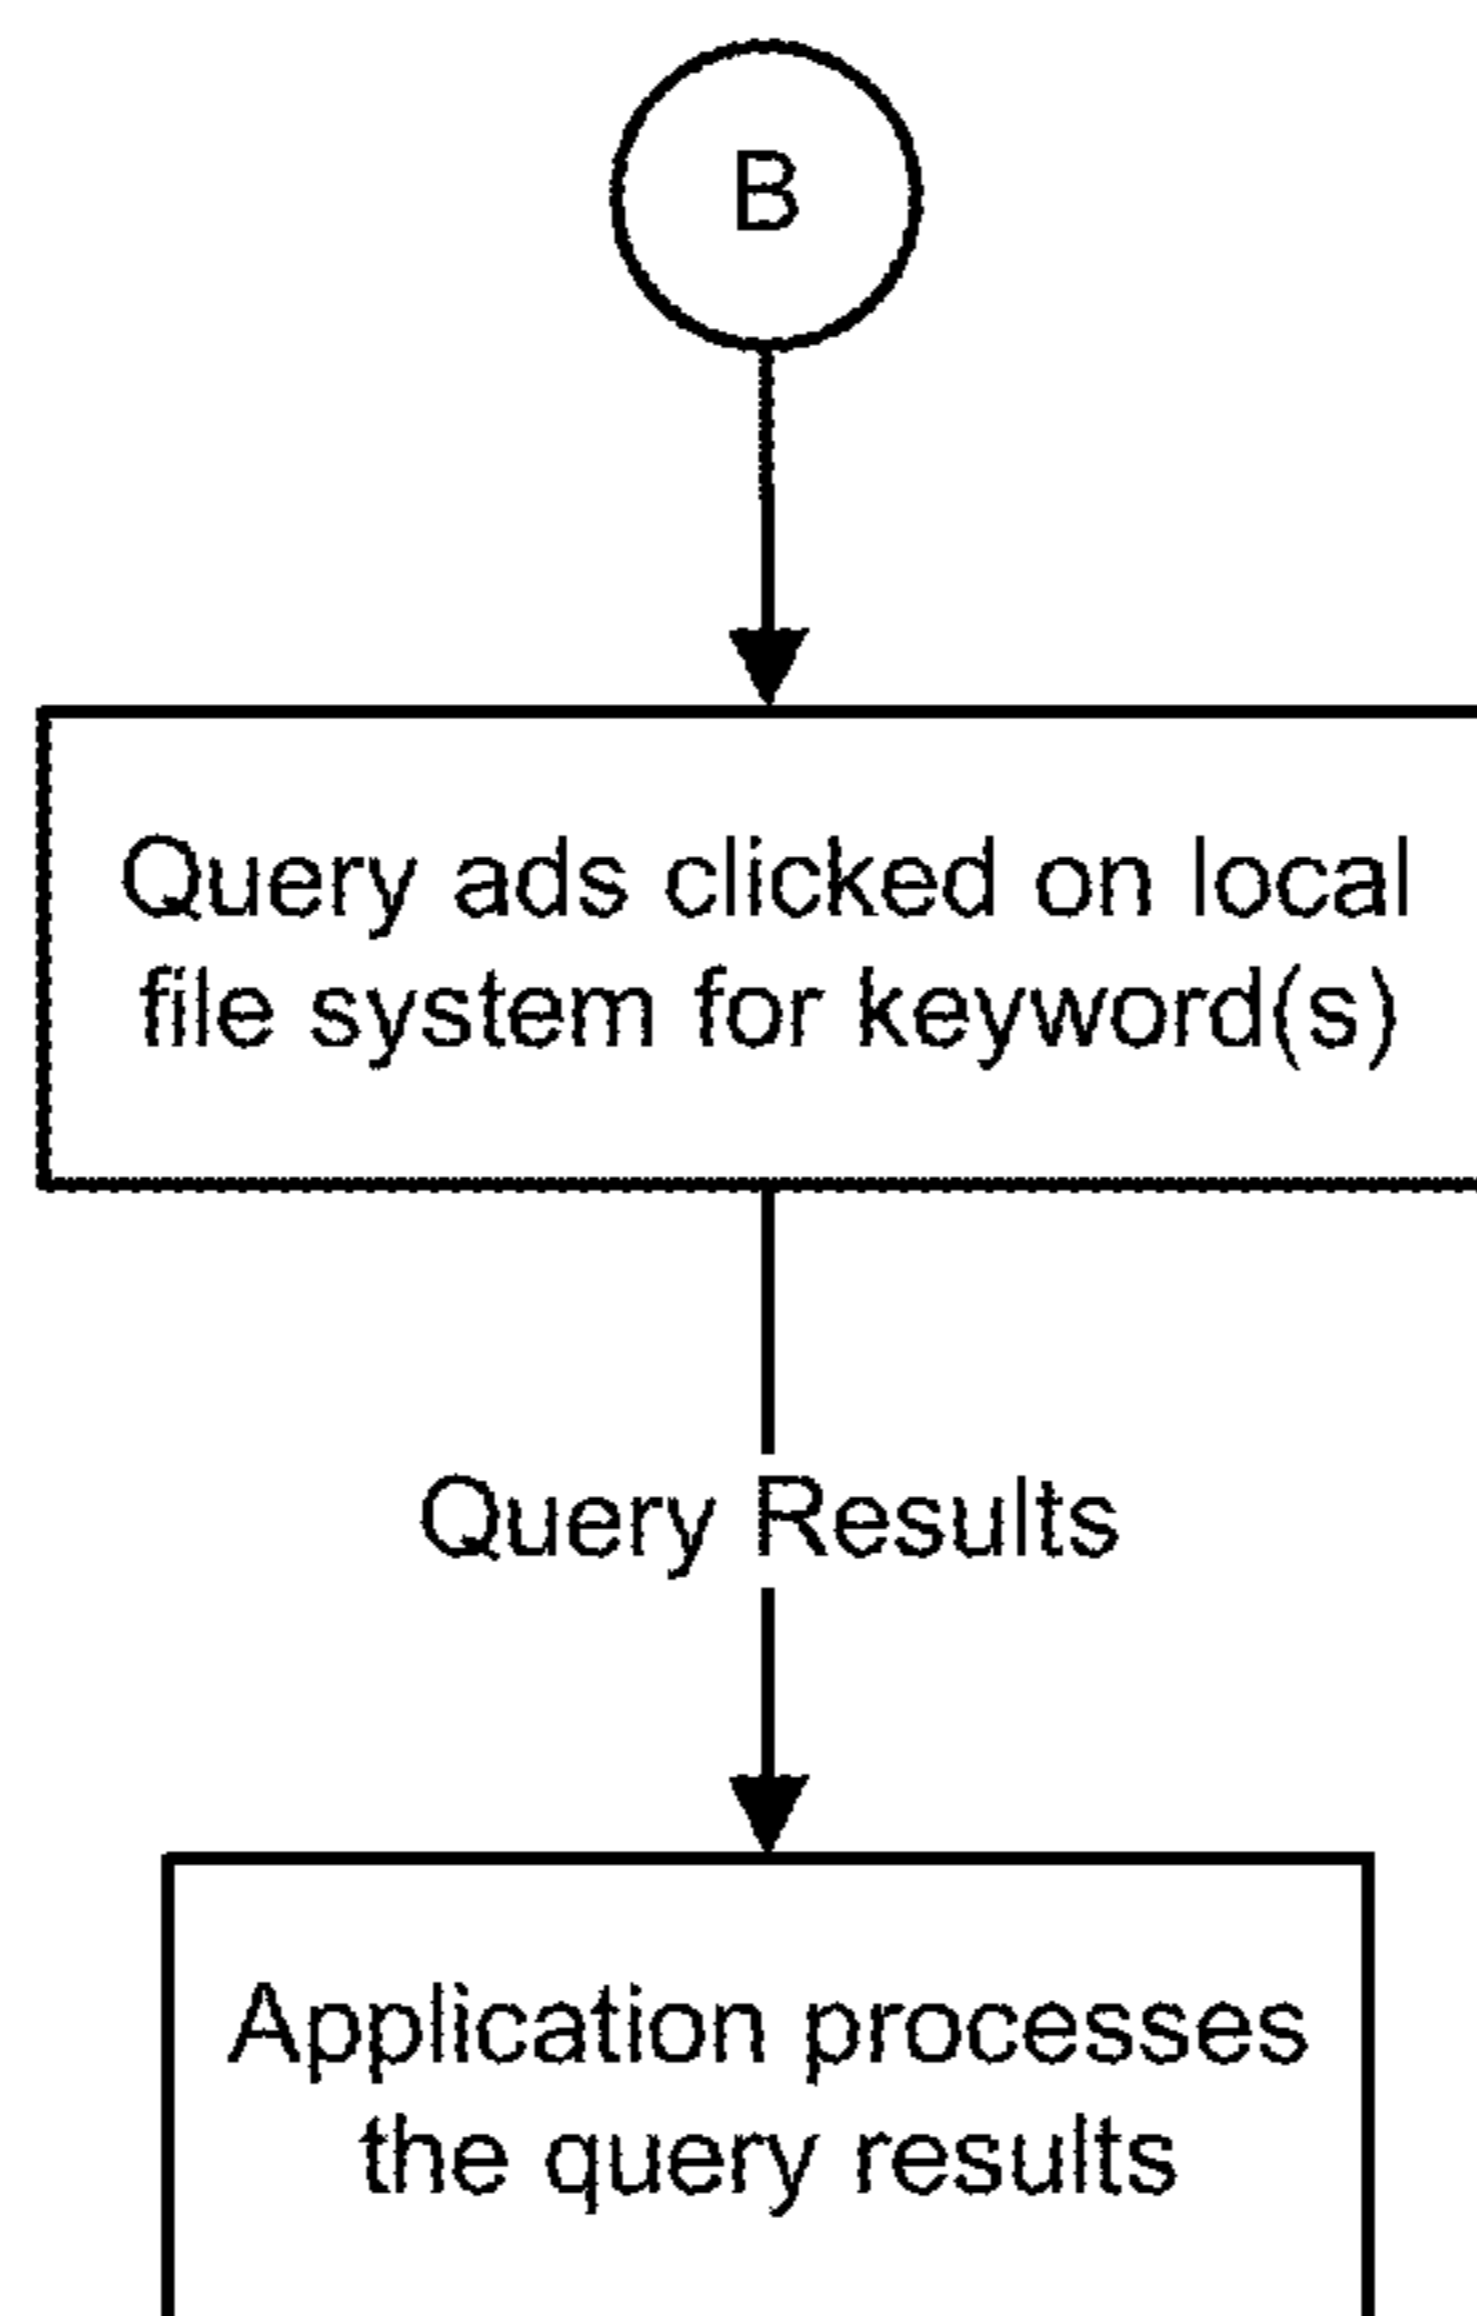 B
Query ads clicked on local
file system for keyword(s)
Query Results
Application processes
the query results